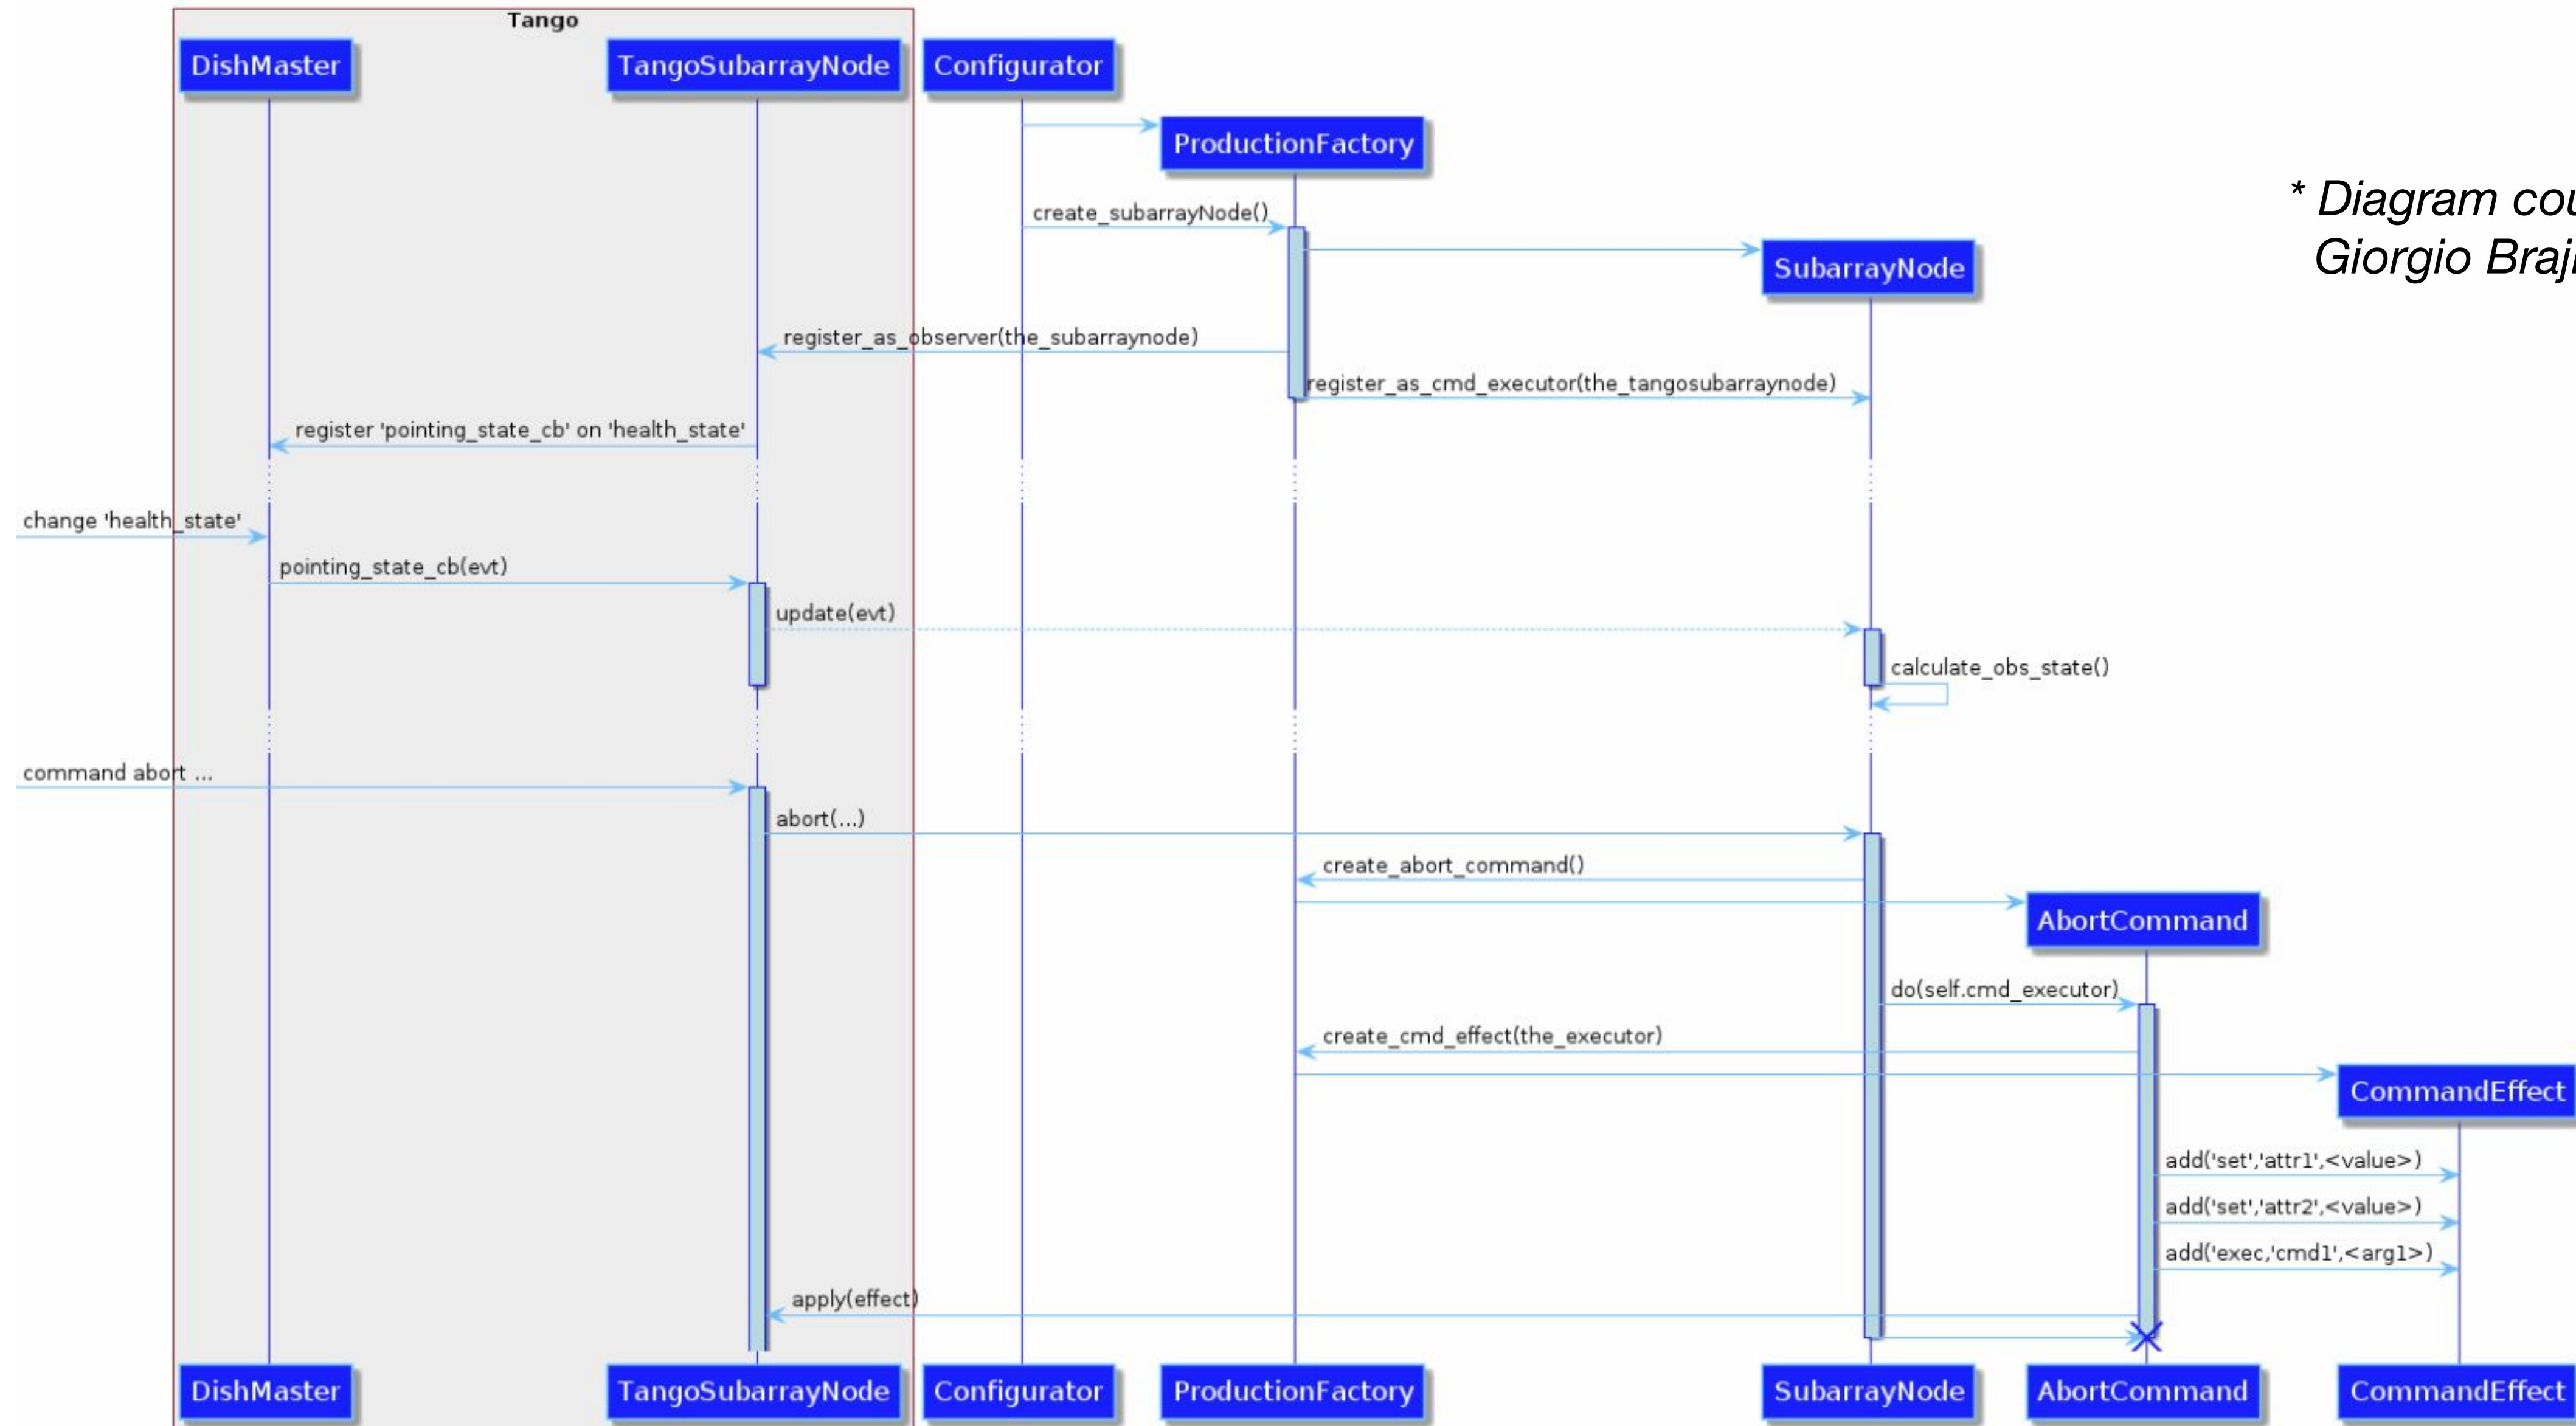 Tango
DishMaster
TangoSubarrayNode
Configurator
ProductionFactory
* Diagram
Giorgio
create_subarrayNode()
SubarrayNode
register_as_observer(the_subarraynode)
register_as_cmd_executor(the_tangosubarraynode)
register 'pointing_state_cb' on 'health_state'
change 'health_state'
pointing_state_cb(evt)
update(evt)
calculate_obs_state()
command abort ...
abort(...)
create_abort_command()
AbortCommand
do(self.cmd_executor)
create_cmd_effect(the_executor)
CommandEffect
add('set','attr1',<value>)
add('set','attr2',<value>)
add('exec,'cmd1',<arg1>)
apply(effect)
DishMaster
TangoSubarrayNode
Configurator
ProductionFactory
SubarrayNode
AbortCommand
CommandEffect